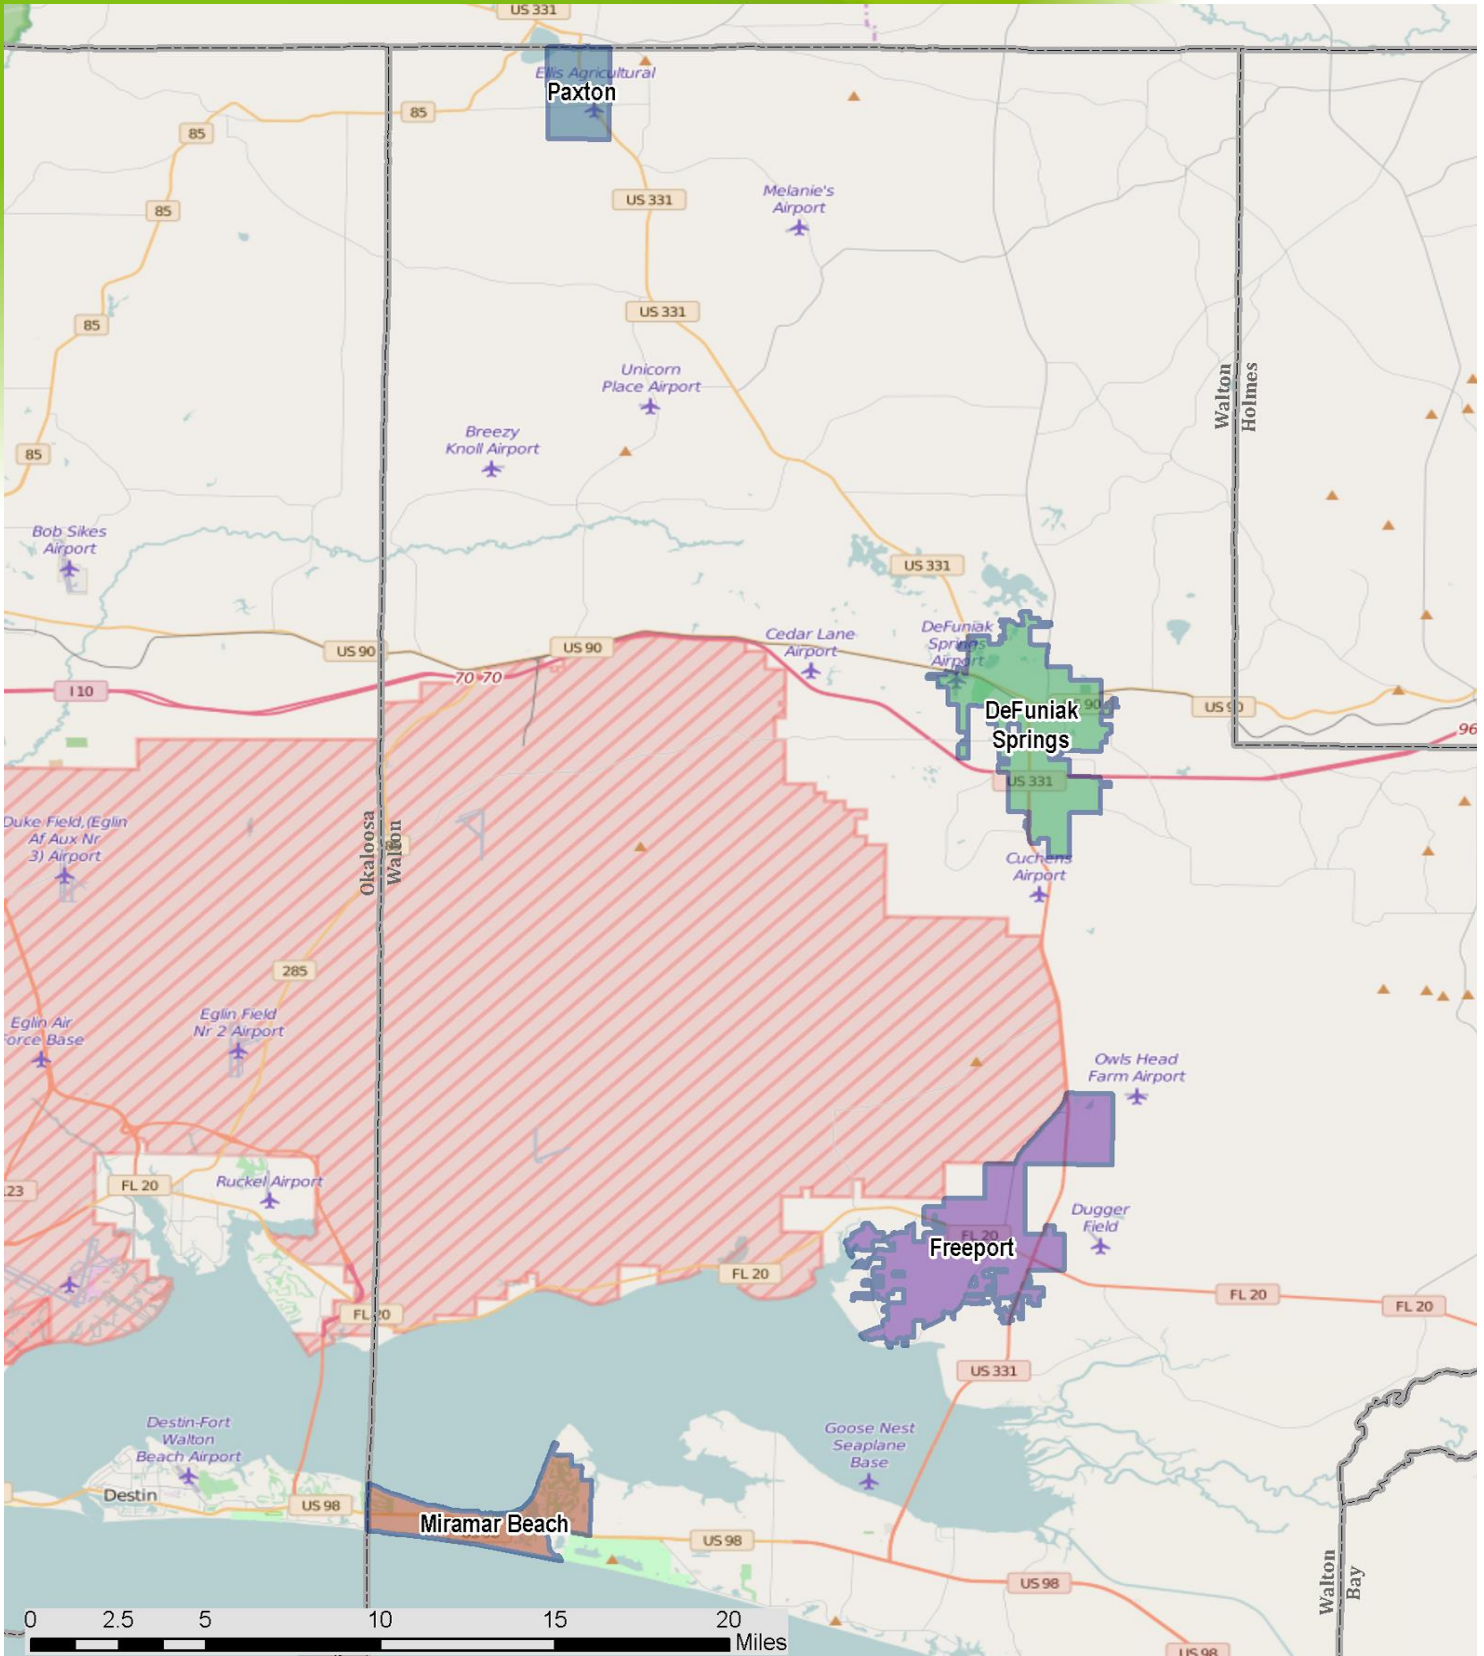 US 331
Ellis Agricultural
Paxton
85
85
85
US 331
Melanie's
Airport
US 331
85
Unicorn
Place Airport
Walton
Holmes
Breezy
Knoll Airport
85
Bob Sikes
Airport
US 331
DeFuniak
Springs
Airport
Cedar Lane
Airport
US 90
US 90
70 70
I 10
90
US 90
DeFuniak
Springs
96
US 331
Duke Field,(Eglin
Af Aux Nr
3) Airport
Okaloosa
Walton
Cuchens
Airport
285
Eglin Field
Nr 2 Airport
Eglin Air
orce Base
Owls Head
Farm Airport
FL 20
Ruckel Airport
23
Dugger
Field
FL 20
Freeport
FL 20
FL 20
FL 20
FL 20
US 331
Destin-Fort
Walton
Beach Airport
Goose Nest
Seaplane
Base
Destin
US 98
Miramar Beach
US 98
US 98
Walton
Bay
0 2.5 5 10 15 20
Miles
US 98